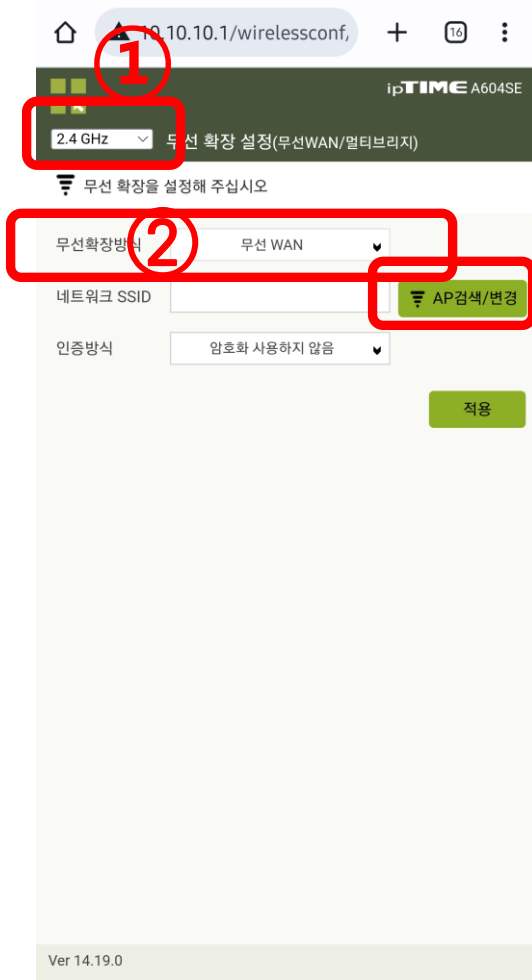 10.10.10.1/wirelessconf,
16
①
ipTIME A604SE
2.4 GHz
무선 확장 설정(무선WAN/멀티브리지)
무선 확장을 설정해 주십시오
②
무선확장방식
무선 WAN
네트워크 SSID
AP검색/변경
인증방식
암호화 사용하지 않음
적용
Ver 14.19.0